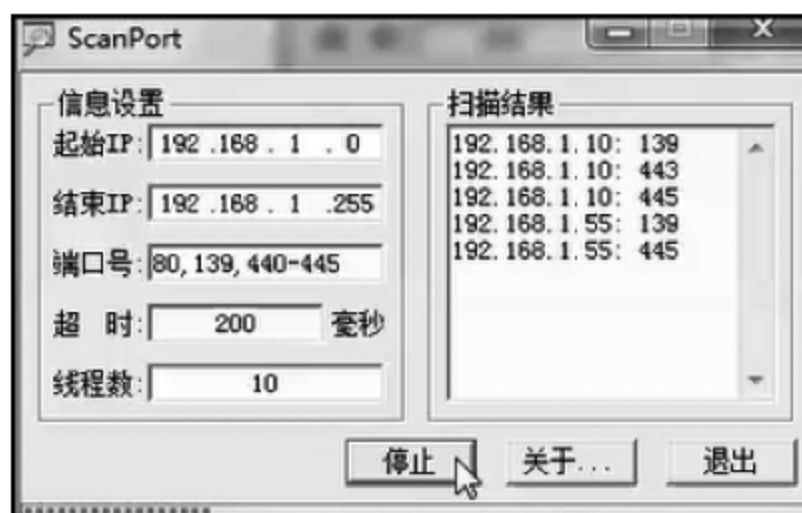 ScanPort
信息设置
起始IP: 192 .168 . 1 . 0
结束IP: 192 .168 . 1 .255
端口号: 80,139,440-445
超 时: 200 毫秒
线程数: 10
扫描结果
192.168.1.10: 139
192.168.1.10: 443
192.168.1.10: 445
192.168.1.55: 139
192.168.1.55: 445
停止 关于... 退出